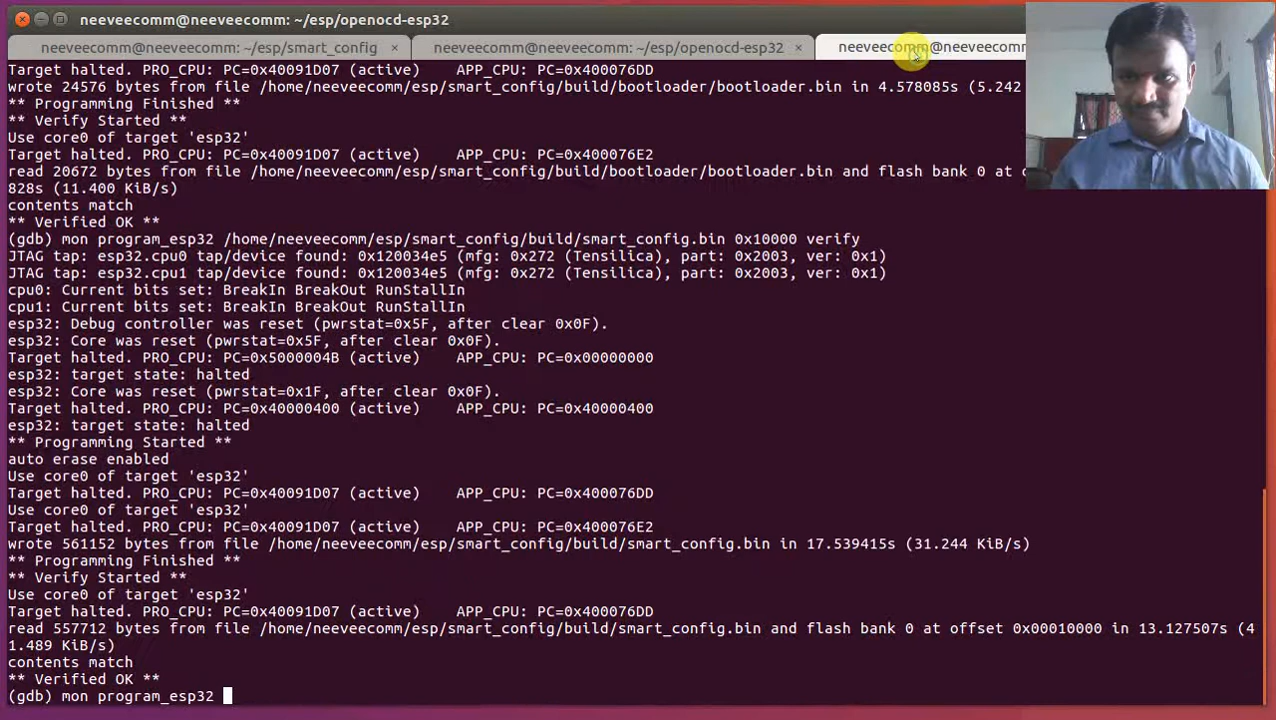 neeveecomm@neeveecomm: ~/esp/openocd-esp32
neeveecomm@neeveecomm: ~/esp/smart_config × neeveecomm@neeveecomm: ~/esp/openocd-esp32 × neeveecomm@neeveecomm
Target halted. PRO_CPU: PC=0x40091D07 (active)    APP_CPU: PC=0x400076DD
wrote 24576 bytes from file /home/neeveecomm/esp/smart_config/build/bootloader/bootloader.bin in 4.578085s (5.242
** Programming Finished **
** Verify Started **
Use core0 of target 'esp32'
Target halted. PRO_CPU: PC=0x40091D07 (active)    APP_CPU: PC=0x400076E2
read 20672 bytes from file /home/neeveecomm/esp/smart_config/build/bootloader/bootloader.bin and flash bank 0 at
828s (11.400 KiB/s)
contents match
** Verified OK **
(gdb) mon program_esp32 /home/neeveecomm/esp/smart_config/build/smart_config.bin 0x10000 verify
JTAG tap: esp32.cpu0 tap/device found: 0x120034e5 (mfg: 0x272 (Tensilica), part: 0x2003, ver: 0x1)
JTAG tap: esp32.cpu1 tap/device found: 0x120034e5 (mfg: 0x272 (Tensilica), part: 0x2003, ver: 0x1)
cpu0: Current bits set: BreakIn BreakOut RunStallIn
cpu1: Current bits set: BreakIn BreakOut RunStallIn
esp32: Debug controller was reset (pwrstat=0x5F, after clear 0x0F).
esp32: Core was reset (pwrstat=0x5F, after clear 0x0F).
Target halted. PRO_CPU: PC=0x5000004B (active)    APP_CPU: PC=0x00000000
esp32: target state: halted
esp32: Core was reset (pwrstat=0x1F, after clear 0x0F).
Target halted. PRO_CPU: PC=0x40000400 (active)    APP_CPU: PC=0x40000400
esp32: target state: halted
** Programming Started **
auto erase enabled
Use core0 of target 'esp32'
Target halted. PRO_CPU: PC=0x40091D07 (active)    APP_CPU: PC=0x400076DD
Use core0 of target 'esp32'
Target halted. PRO_CPU: PC=0x40091D07 (active)    APP_CPU: PC=0x400076E2
wrote 561152 bytes from file /home/neeveecomm/esp/smart_config/build/smart_config.bin in 17.539415s (31.244 KiB/s)
** Programming Finished **
** Verify Started **
Use core0 of target 'esp32'
Target halted. PRO_CPU: PC=0x40091D07 (active)    APP_CPU: PC=0x400076DD
read 557712 bytes from file /home/neeveecomm/esp/smart_config/build/smart_config.bin and flash bank 0 at offset 0x00010000 in 13.127507s (4
1.489 KiB/s)
contents match
** Verified OK **
(gdb) mon program_esp32